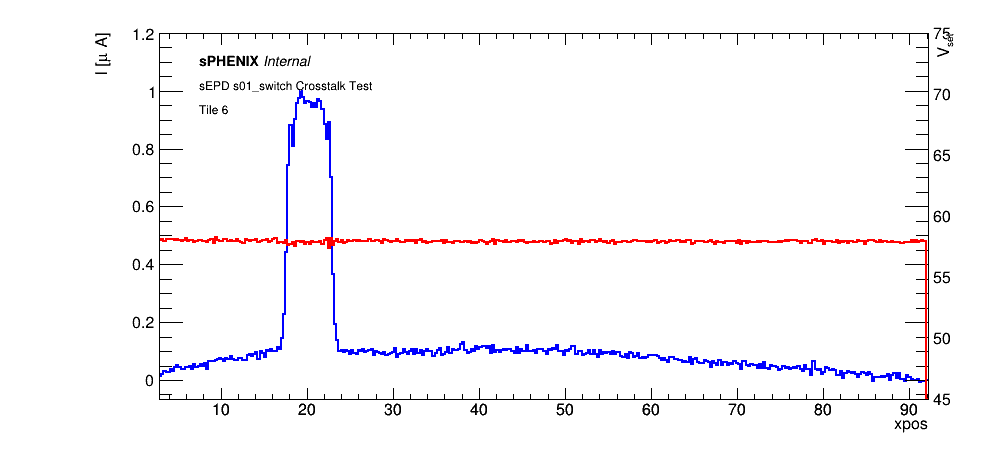 I [μ A]
1.2
1
0.8
0.6
0.4
0.2
0
sPHENIX Internal
sEPD s01_switch Crosstalk Test
Tile 6
75
70
65
60
55
50
45
Vset
10 20 30 40 50 60 70 80 90
xpos